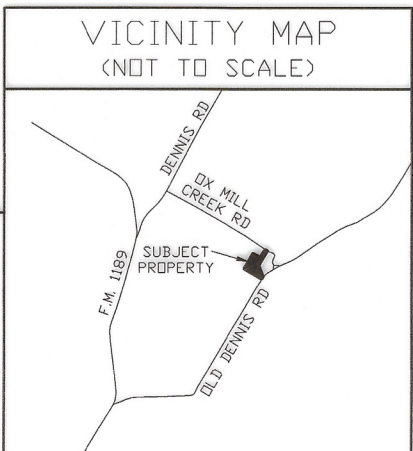 VICINITY MAP
(NOT TO SCALE)
DENNIS RD
OX MILL
CREEK RD
SUBJECT
PROPERTY
F.M. 1189
OLD DENNIS RD